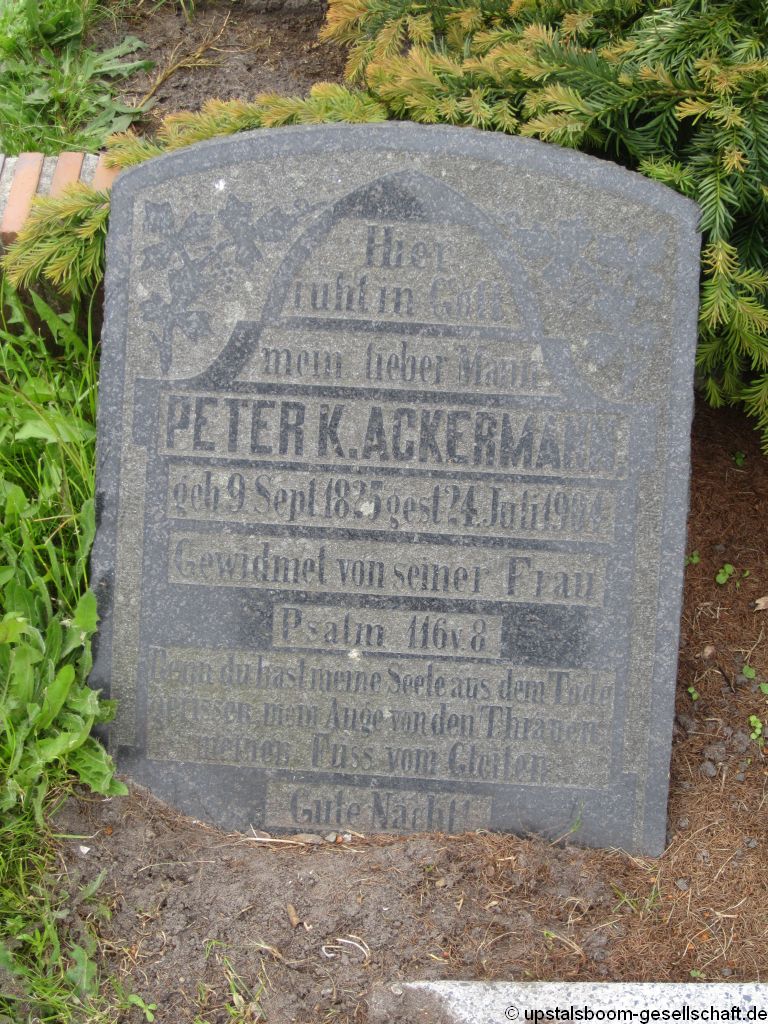 Hier
ruht in Gott
mein lieber Mann
PETER K. ACKERMANN.
geb 9 Sept 1825 gest 24 Juli 1904
Gewidmet von seiner Frau
Psalm 116 v 8
Denn du hast meine Seele aus dem Tode
gerissen, mein Auge von den Thranen,
meinen Fuss vom Gleiten
Gute Nacht!
© upstalsboom-gesellschaft.de